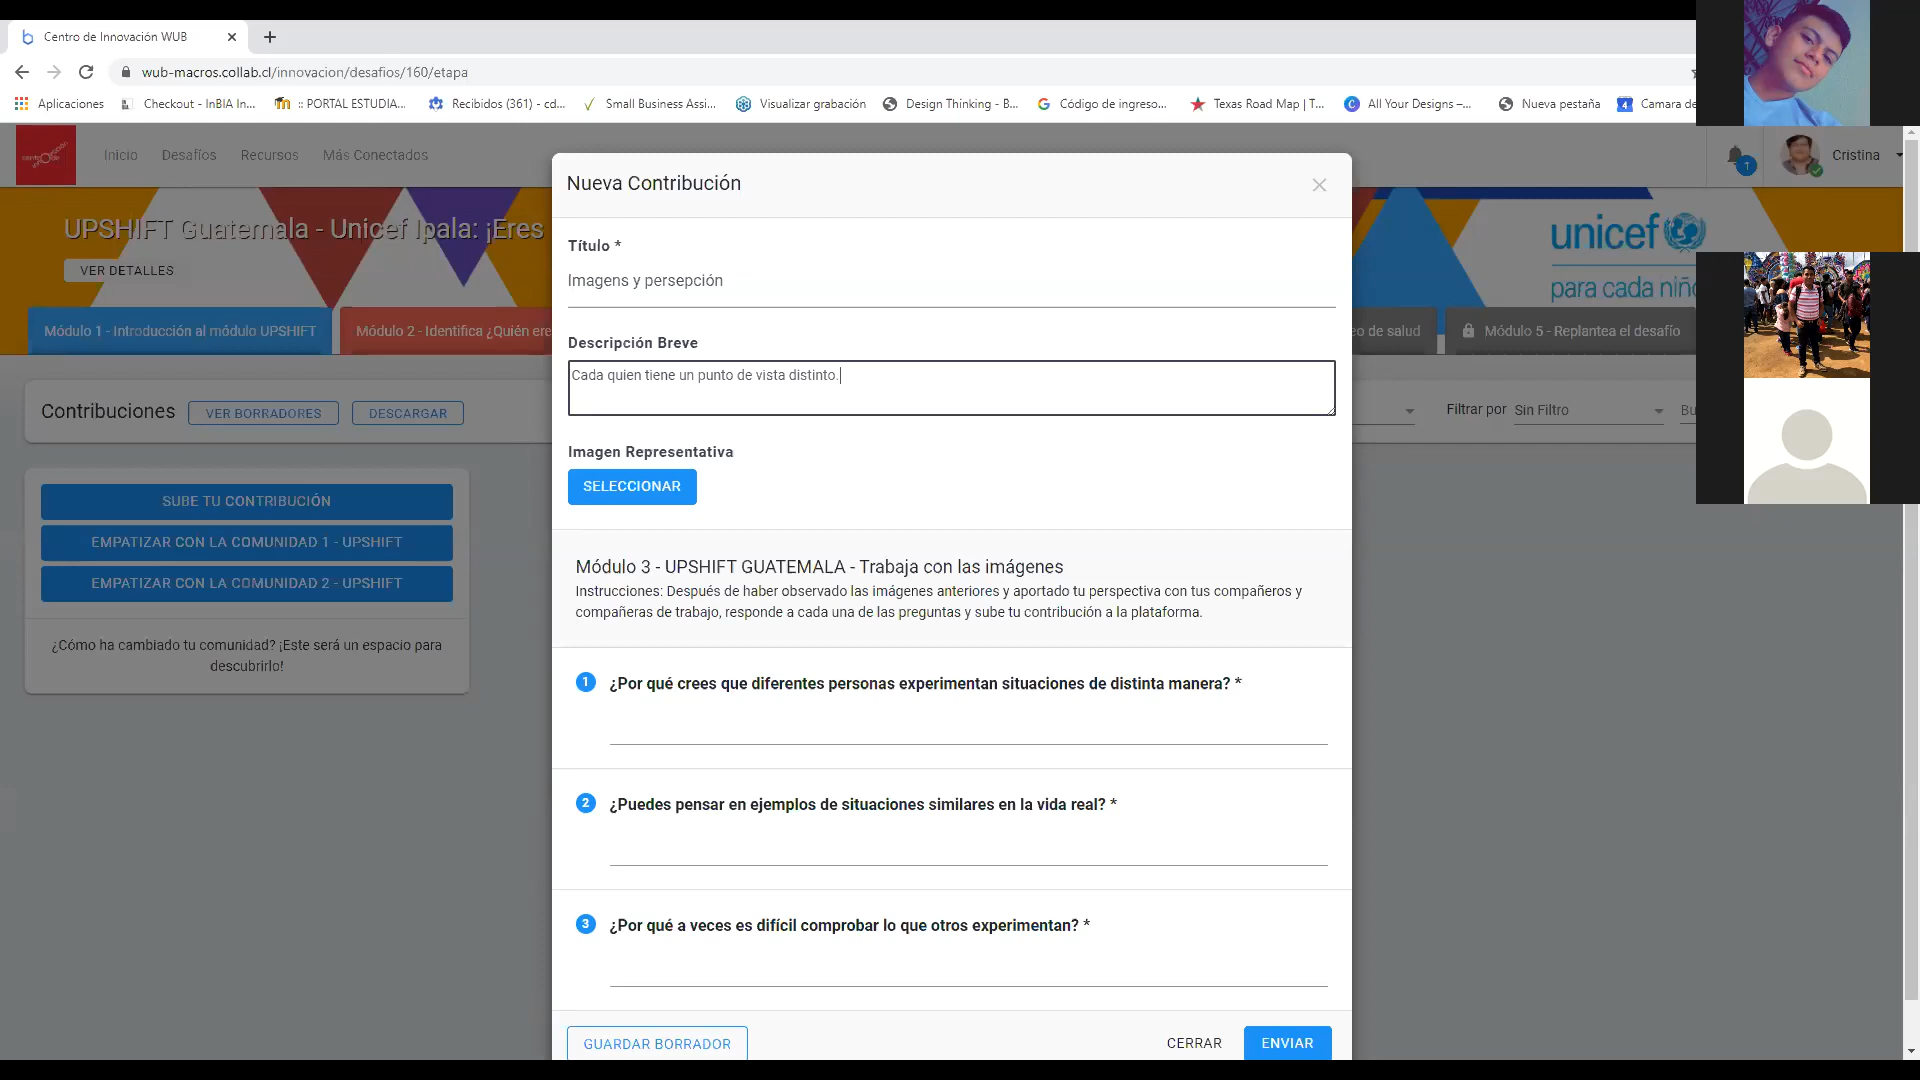 Centro de Innovación WUB
wub-macros.collab.cl/innovacion/desafios/160/etapa
Aplicaciones
Checkout - InBIA In...
:: PORTAL ESTUDIA...
Recibidos (361) - cd...
Small Business Assi...
Visualizar grabación
Design Thinking - B...
Código de ingreso...
Texas Road Map | T...
All Your Designs –...
Nueva pestaña
Camara de
Inicio
Desafíos
Recursos
Más Conectados
1
Cristina
UPSHIFT Guatemala - Unicef Ipala: ¡Eres
VER DETALLES
unicef
para cada niño
Módulo 1 - Introducción al módulo UPSHIFT
Módulo 2 - Identifica ¿Quién ere
eo de salud
Módulo 5 - Replantea el desafío
Contribuciones
VER BORRADORES
DESCARGAR
Filtrar por
Sin Filtro
Bu
SUBE TU CONTRIBUCIÓN
EMPATIZAR CON LA COMUNIDAD 1 - UPSHIFT
EMPATIZAR CON LA COMUNIDAD 2 - UPSHIFT
¿Cómo ha cambiado tu comunidad? ¡Este será un espacio para
descubrirlo!
Nueva Contribución
Título *
Imagens y persepción
Descripción Breve
Cada quien tiene un punto de vista distinto.
Imagen Representativa
SELECCIONAR
Módulo 3 - UPSHIFT GUATEMALA - Trabaja con las imágenes
Instrucciones: Después de haber observado las imágenes anteriores y aportado tu perspectiva con tus compañeros y
compañeras de trabajo, responde a cada una de las preguntas y sube tu contribución a la plataforma.
1 ¿Por qué crees que diferentes personas experimentan situaciones de distinta manera? *
2 ¿Puedes pensar en ejemplos de situaciones similares en la vida real? *
3 ¿Por qué a veces es difícil comprobar lo que otros experimentan? *
GUARDAR BORRADOR
CERRAR
ENVIAR